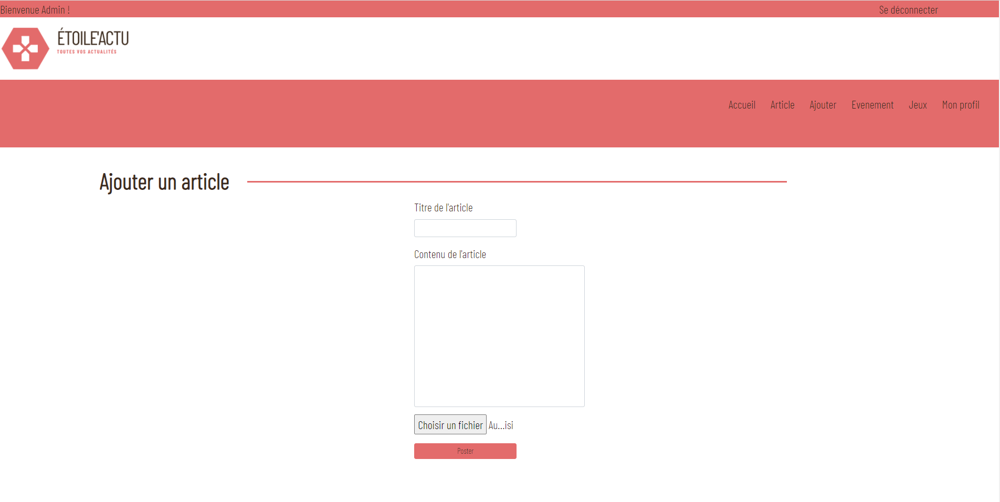 Bienvenue Admin !
Se déconnecter
ÉTOILE'ACTU
TOUTES VOS ACTUALITÉS
Accueil Article Ajouter Evenement Jeux Mon profil
Ajouter un article
Titre de l'article
Contenu de l'article
Choisir un fichier Au...isi
Poster